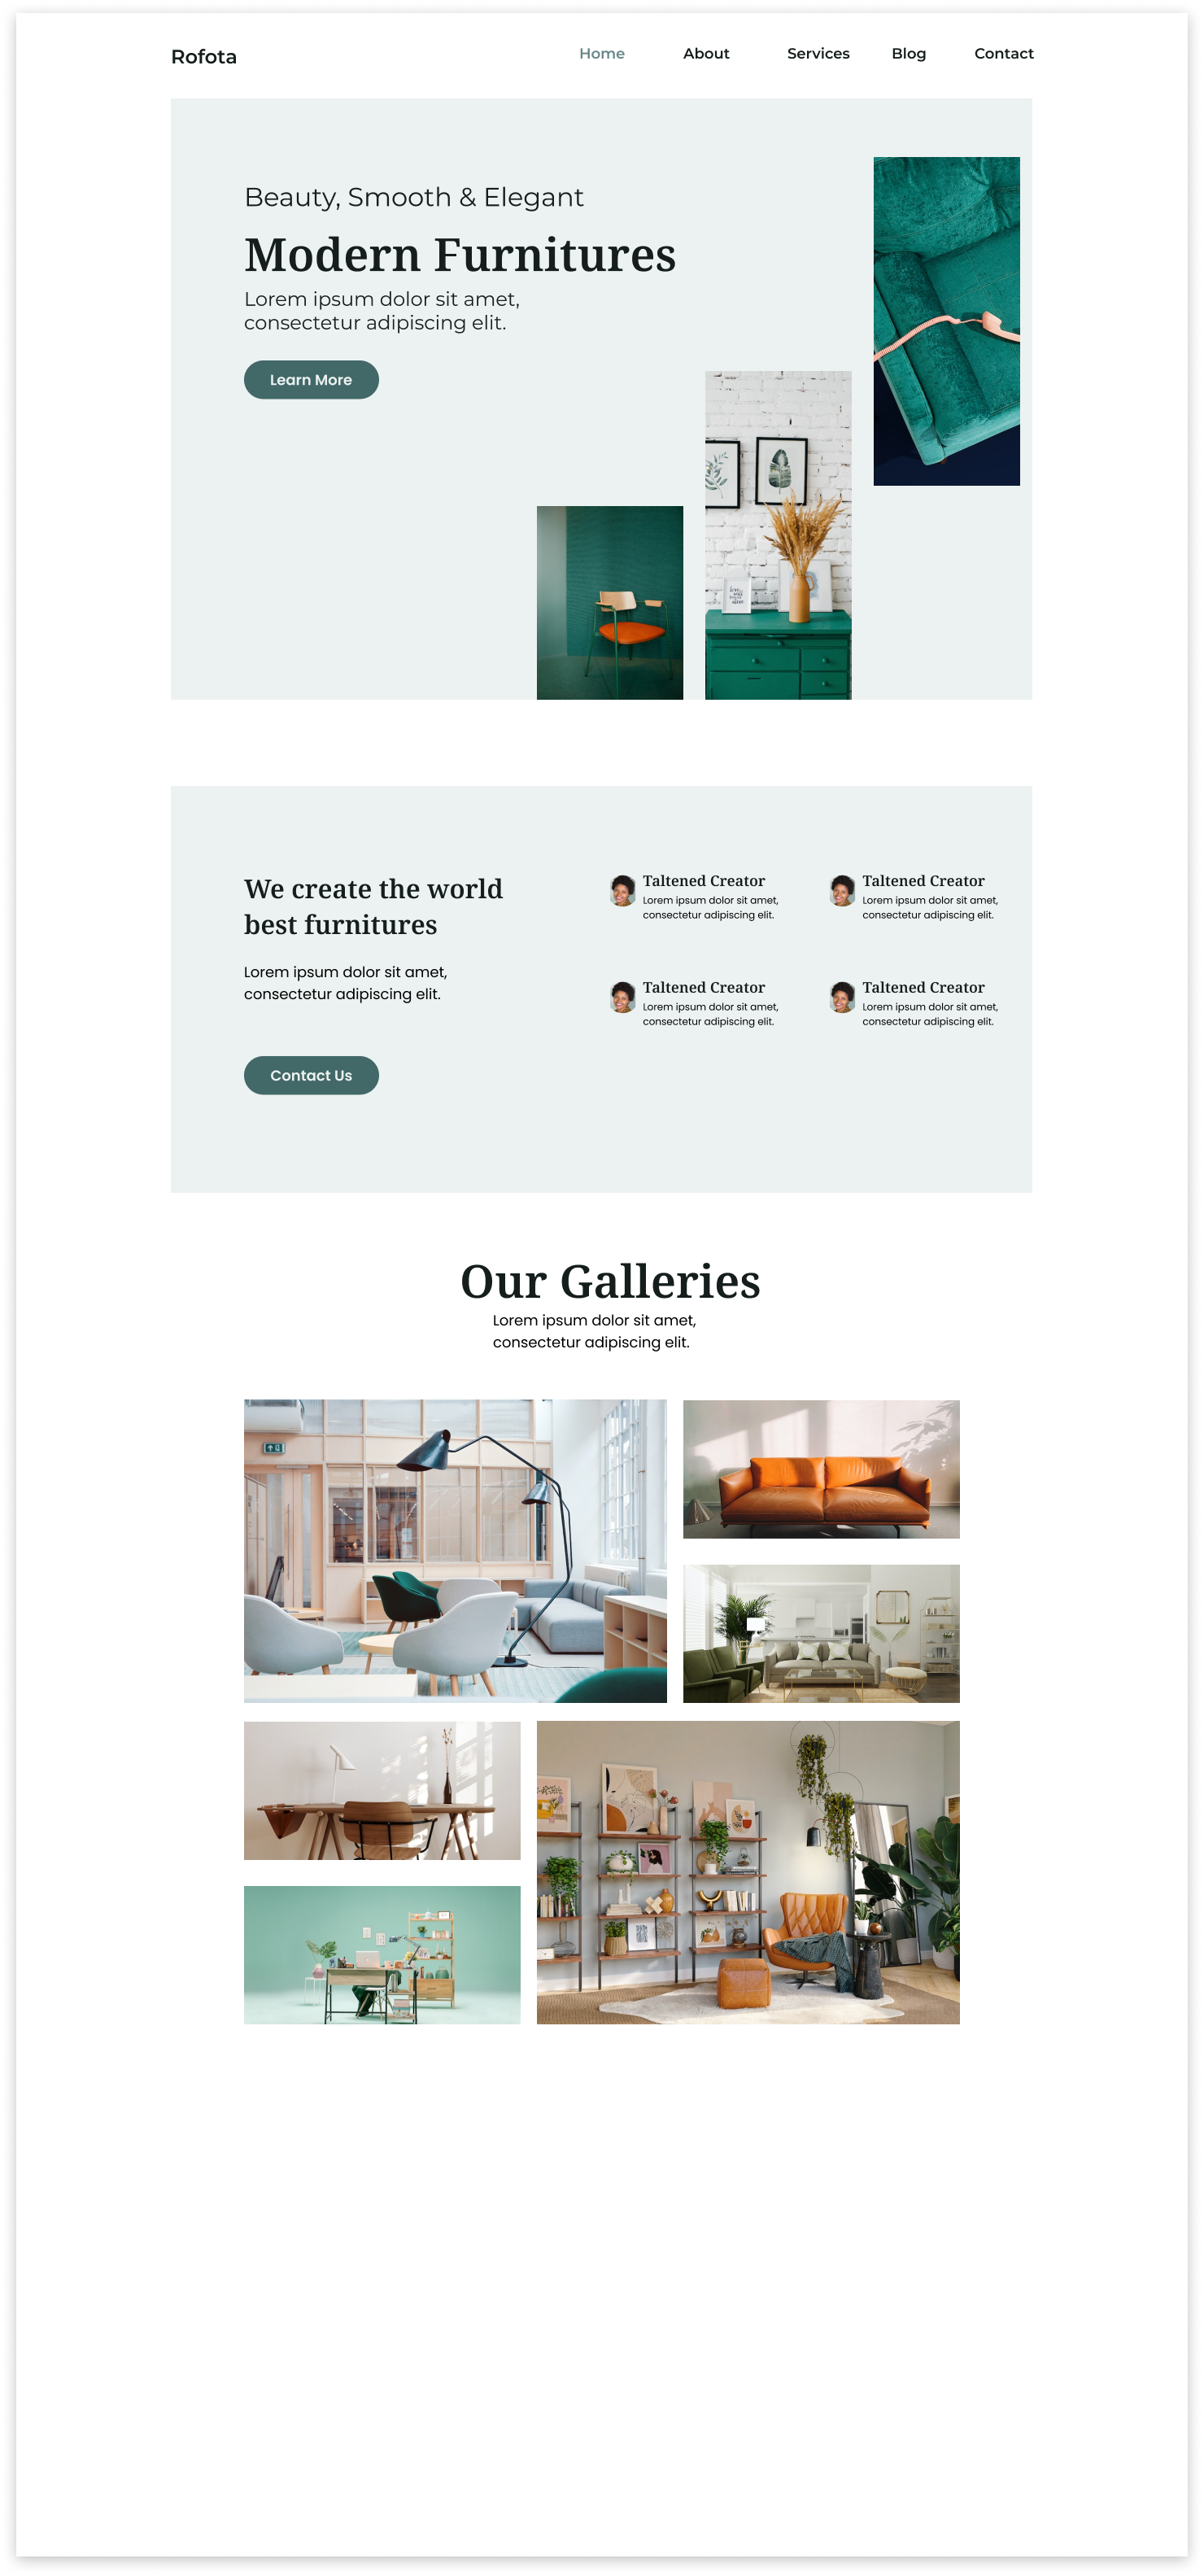 Rofota
Home About Services Blog Contact
Beauty, Smooth & Elegant
Modern Furnitures
Lorem ipsum dolor sit amet,
consectetur adipiscing elit.
Learn More
We create the world
best furnitures
Lorem ipsum dolor sit amet,
consectetur adipiscing elit.
Contact Us
Taltened Creator
Lorem ipsum dolor sit amet,
consectetur adipiscing elit.
Taltened Creator
Lorem ipsum dolor sit amet,
consectetur adipiscing elit.
Taltened Creator
Lorem ipsum dolor sit amet,
consectetur adipiscing elit.
Taltened Creator
Lorem ipsum dolor sit amet,
consectetur adipiscing elit.
Our Galleries
Lorem ipsum dolor sit amet,
consectetur adipiscing elit.